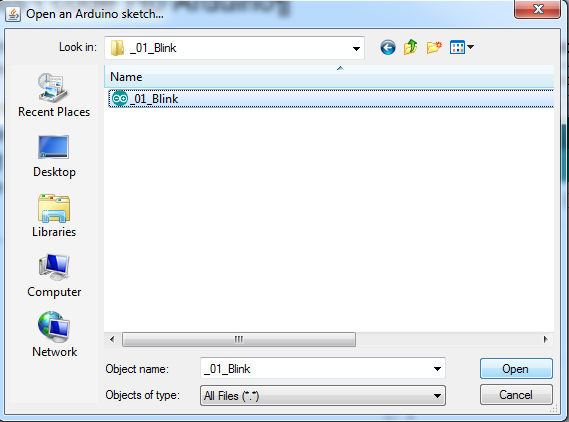 Open an Arduino sketch...
Look in:
_01_Blink
Name
_01_Blink
Recent Places
Desktop
Libraries
Computer
Network
Object name:
_01_Blink
Open
Objects of type:
All Files (*.*)
Cancel